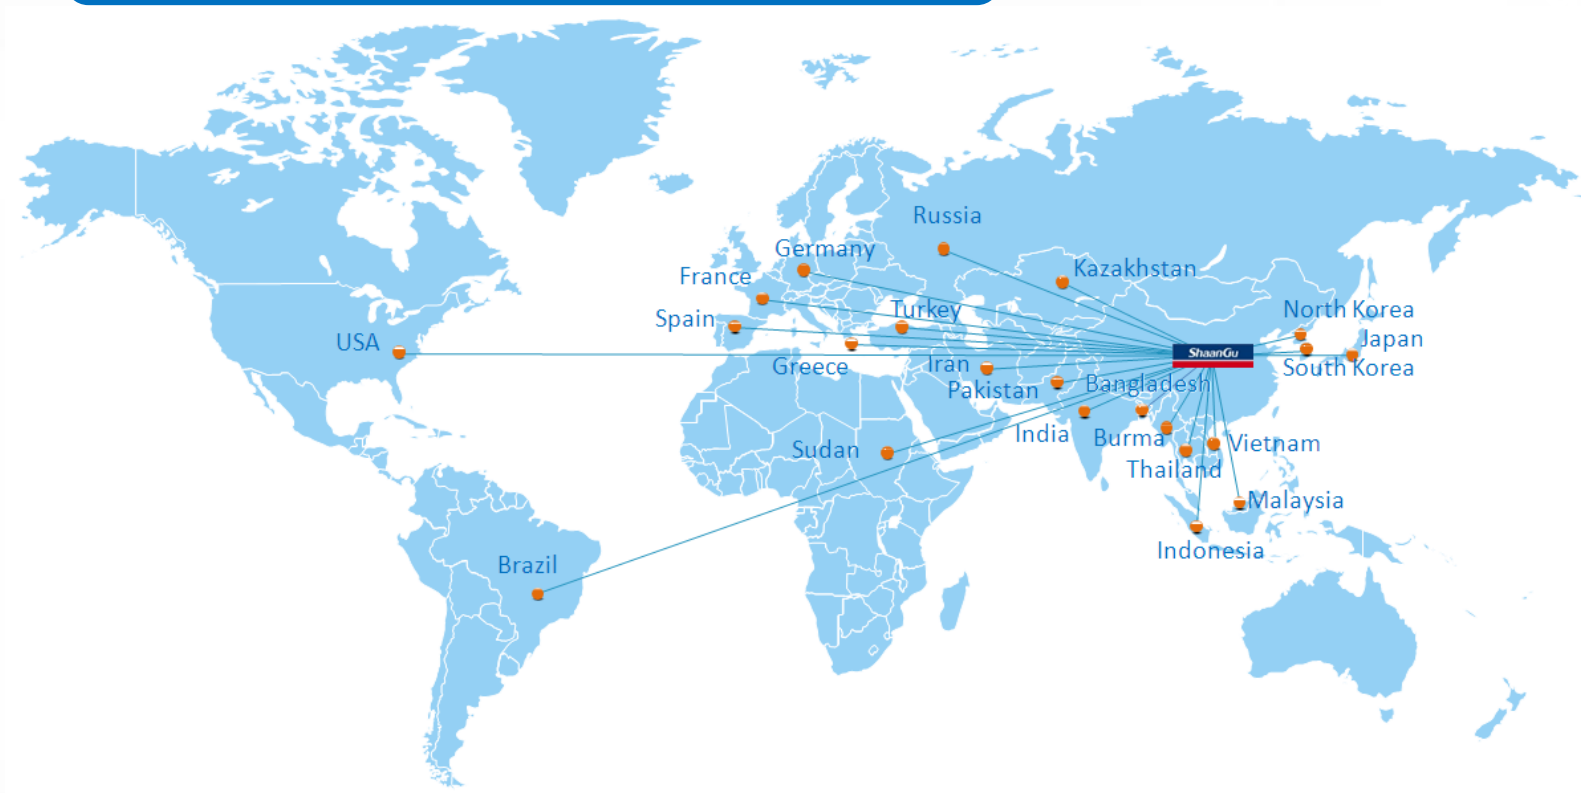 Russia
Germany
Kazakhstan
France
North Korea
Turkey
Spain
Japan
USA
ShaanGu
Greece
Iran
South Korea
Pakistan
Bangladesh
India
Burma
Vietnam
Sudan
Thailand
Malaysia
Indonesia
Brazil